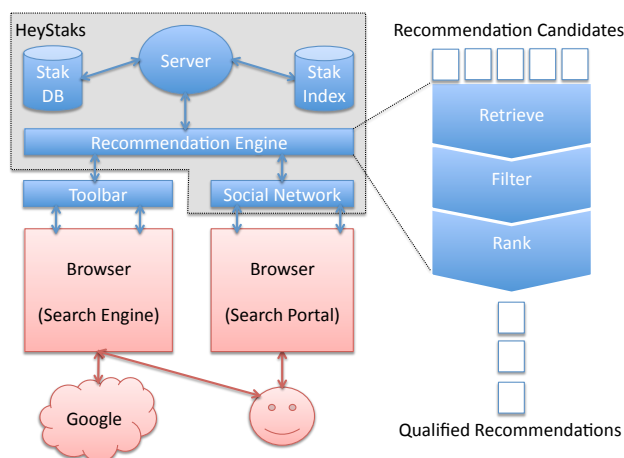 HeyStaks
Recommendation Candidates
Stak
DB
Server
Stak
Index
Recommendation Engine
Toolbar
Social Network
Browser
(Search Engine)
Browser
(Search Portal)
Google
Retrieve
Filter
Rank
Qualified Recommendations